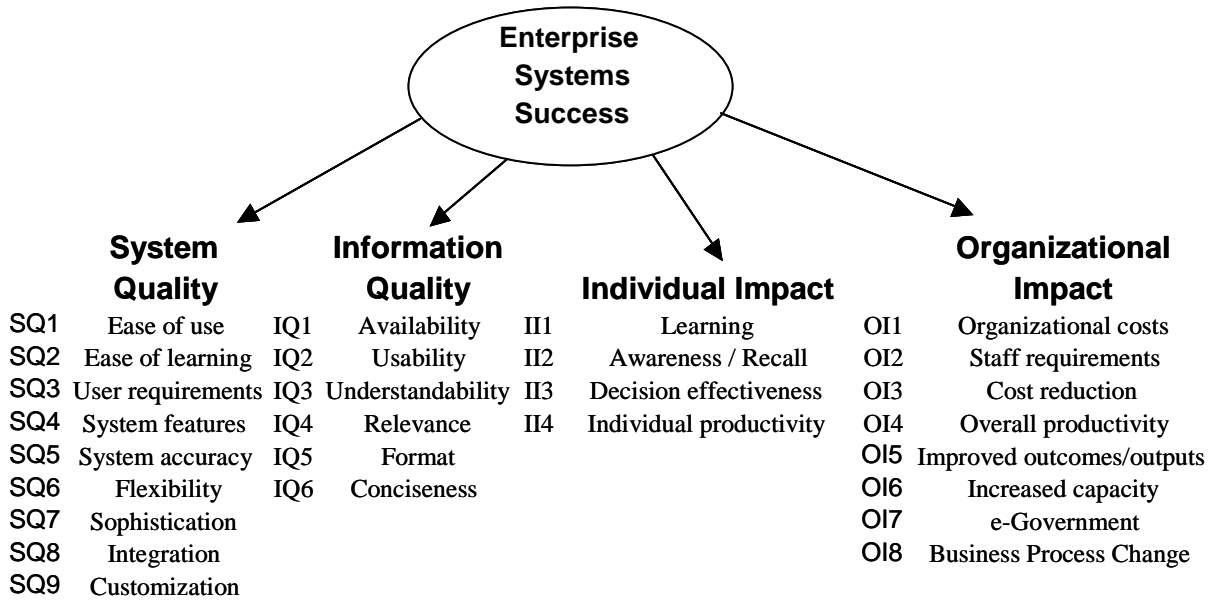 Enterprise
Systems
Success
System Information Organizational
Quality Quality Individual Impact Impact
SQ1 Ease of use IQ1 Availability II1 Learning OI1 Organizational costs
SQ2 Ease of learning IQ2 Usability II2 Awareness / Recall OI2 Staff requirements
SQ3 User requirements IQ3 Understandability II3 Decision effectiveness OI3 Cost reduction
SQ4 System features IQ4 Relevance II4 Individual productivity OI4 Overall productivity
SQ5 System accuracy IQ5 Format OI5 Improved outcomes/outputs
SQ6 Flexibility IQ6 Conciseness OI6 Increased capacity
SQ7 Sophistication OI7 e-Government
SQ8 Integration OI8 Business Process Change
SQ9 Customization